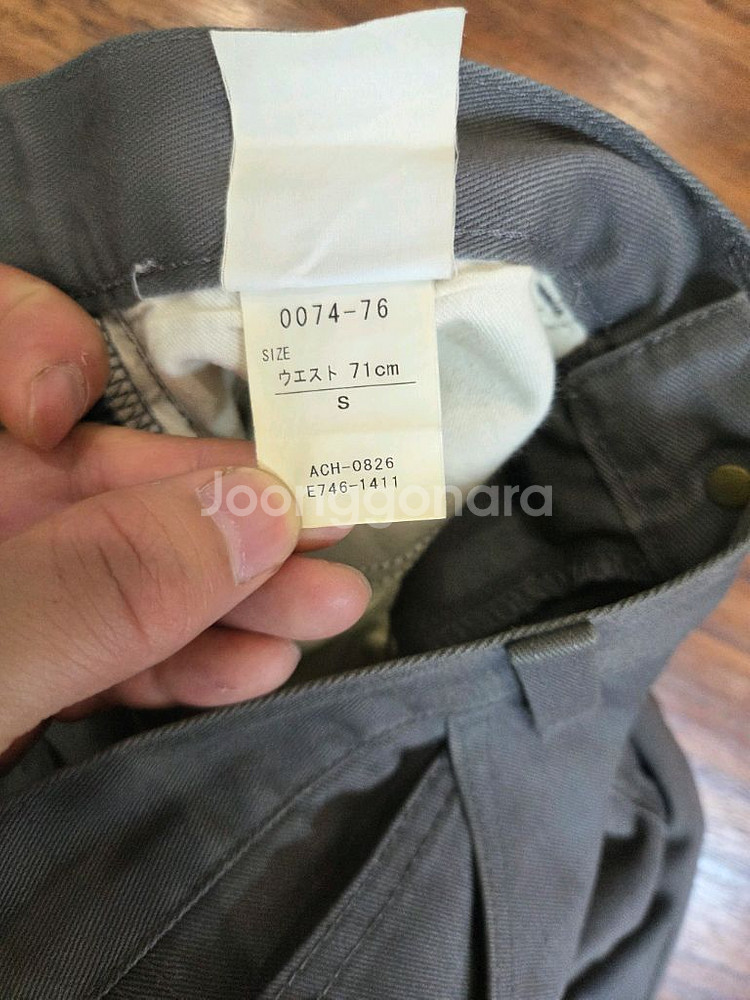 0074-76
SIZE
ウエスト 71cm
S
ACH-0826
E746-1411
Joonggonara